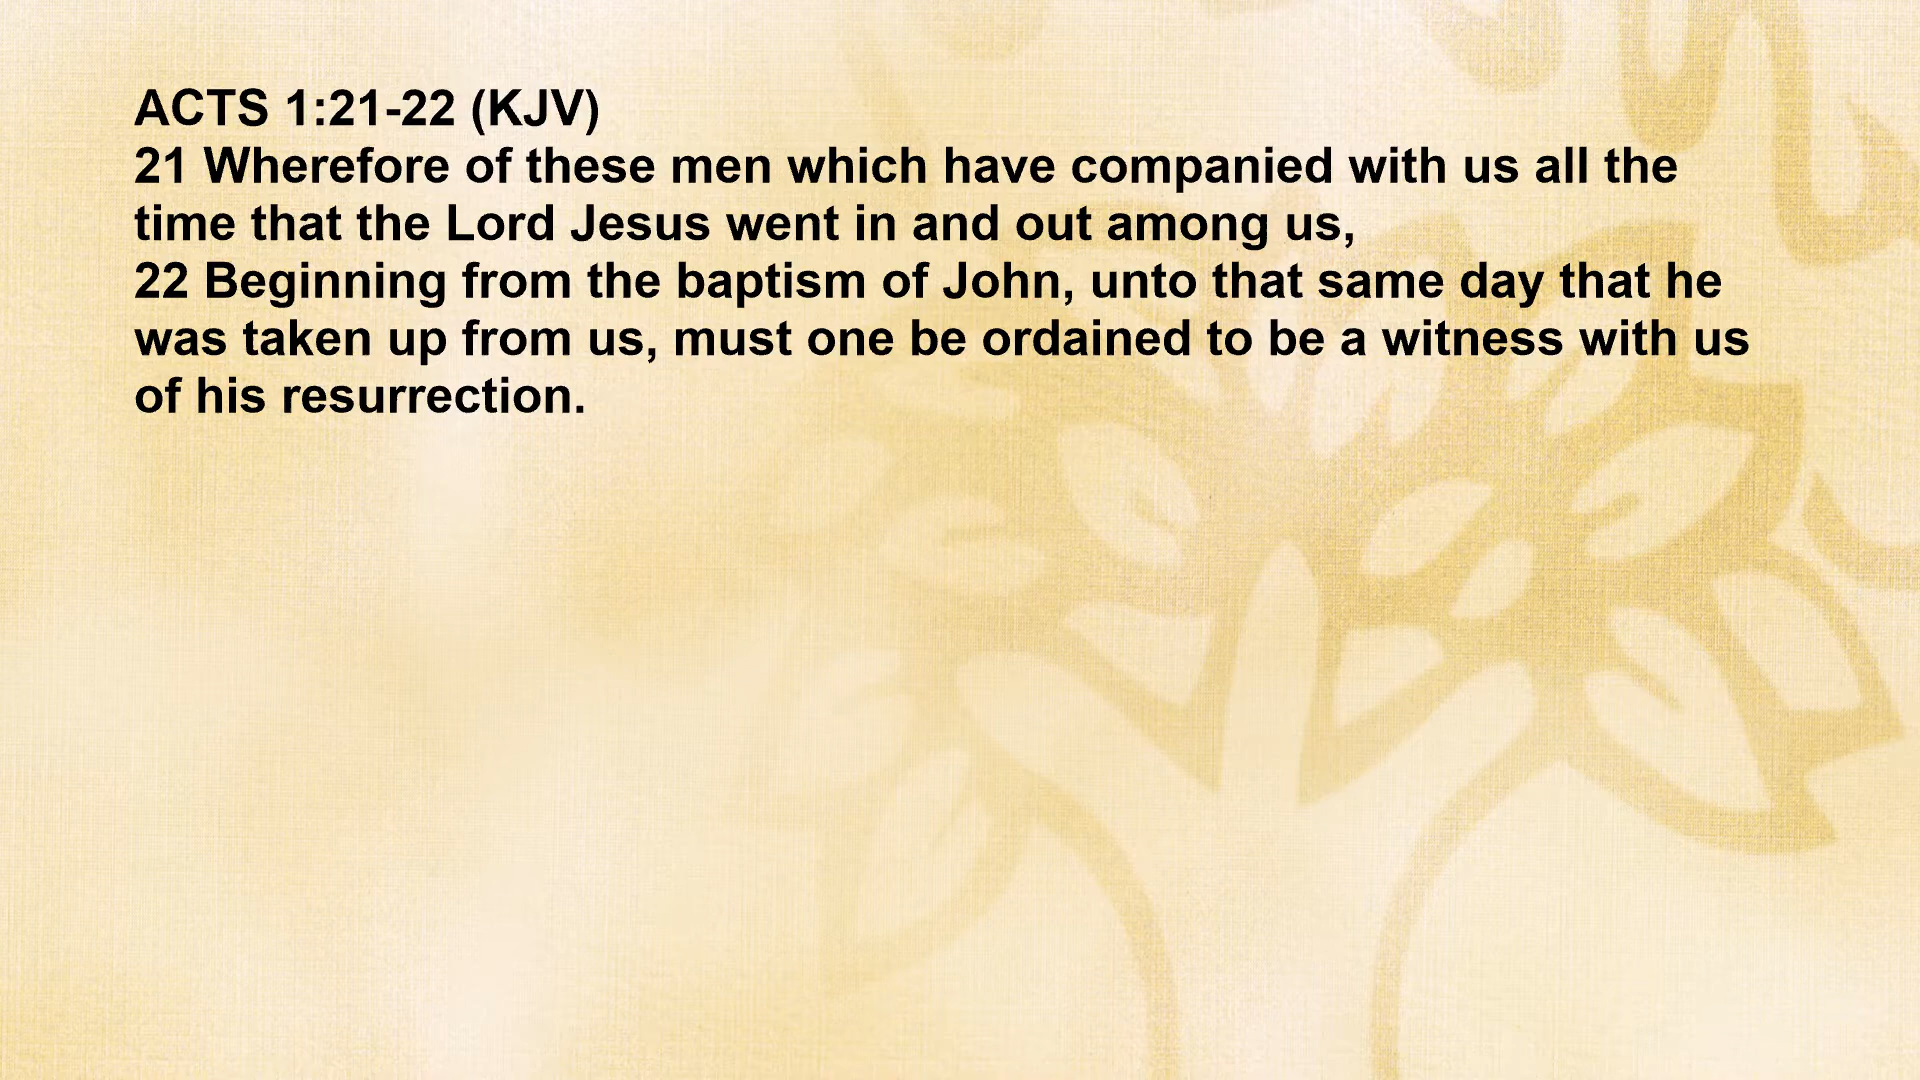 ACTS 1:21-22 (KJV)
21 Wherefore of these men which have companied with us all the
time that the Lord Jesus went in and out among us,
22 Beginning from the baptism of John, unto that same day that he
was taken up from us, must one be ordained to be a witness with us
of his resurrection.